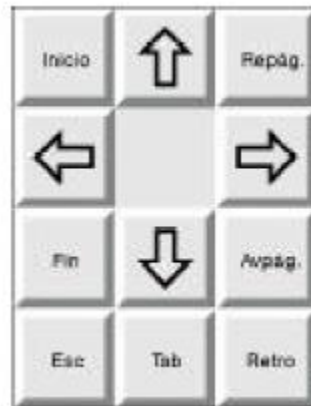 Inicio
Repág.
Fin
Avpág.
Esc Tab Retro